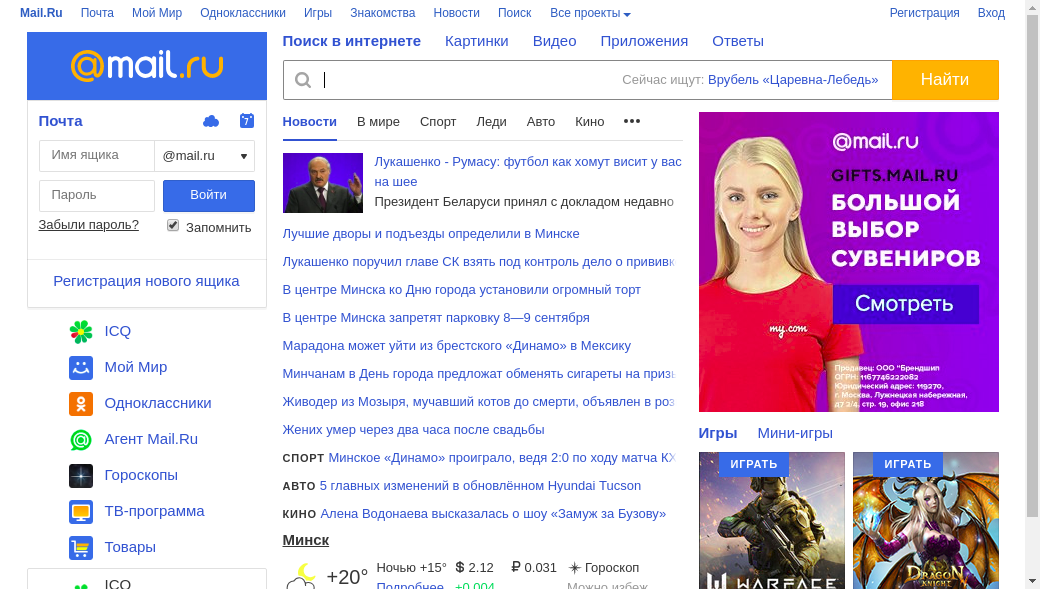 Mail.Ru Почта Мой Мир Одноклассники Игры Знакомства Новости Поиск Все проекты Регистрация Вход
@mail.ru
Поиск в интернете Картинки Видео Приложения Ответы
Сейчас ищут: Врубель «Царевна-Лебедь» Найти
Почта
7
Имя ящика @mail.ru
Пароль Войти
Забыли пароль? Запомнить
Регистрация нового ящика
ICQ
Мой Мир
Одноклассники
Агент Mail.Ru
Гороскопы
ТВ-программа
Товары
ICQ
Новости В мире Спорт Леди Авто Кино •••
Лукашенко - Румасу: футбол как хомут висит у вас
на шее
Президент Беларуси принял с докладом недавно
Лучшие дворы и подъезды определили в Минске
Лукашенко поручил главе СК взять под контроль дело о прививк
В центре Минска ко Дню города установили огромный торт
В центре Минска запретят парковку 8—9 сентября
Марадона может уйти из брестского «Динамо» в Мексику
Минчанам в День города предложат обменять сигареты на призы
Живодер из Мозыря, мучавший котов до смерти, объявлен в роз
Жених умер через два часа после свадьбы
СПОРТ Минское «Динамо» проиграло, ведя 2:0 по ходу матча КХ
АВТО 5 главных изменений в обновлённом Hyundai Tucson
КИНО Алена Водонаева высказалась о шоу «Замуж за Бузову»
Минск
+20° Ночью +15° $ 2.12 ₽ 0.031 Гороскоп
Подробнее +0.004 Можно избеж
@mail.ru
GIFTS.MAIL.RU
БОЛЬШОЙ
ВЫБОР
СУВЕНИРОВ
Смотреть
my.com
Продавец: ООО "Брендшип
ОГРН: 1167746222082
Юридический адрес: 119270,
г. Москва, Лужнецкая набережная,
д7 3/4, стр. 19, офис 218
Игры Мини-игры
ИГРАТЬ ИГРАТЬ
WARFACE
DRAGON
KNIGHT